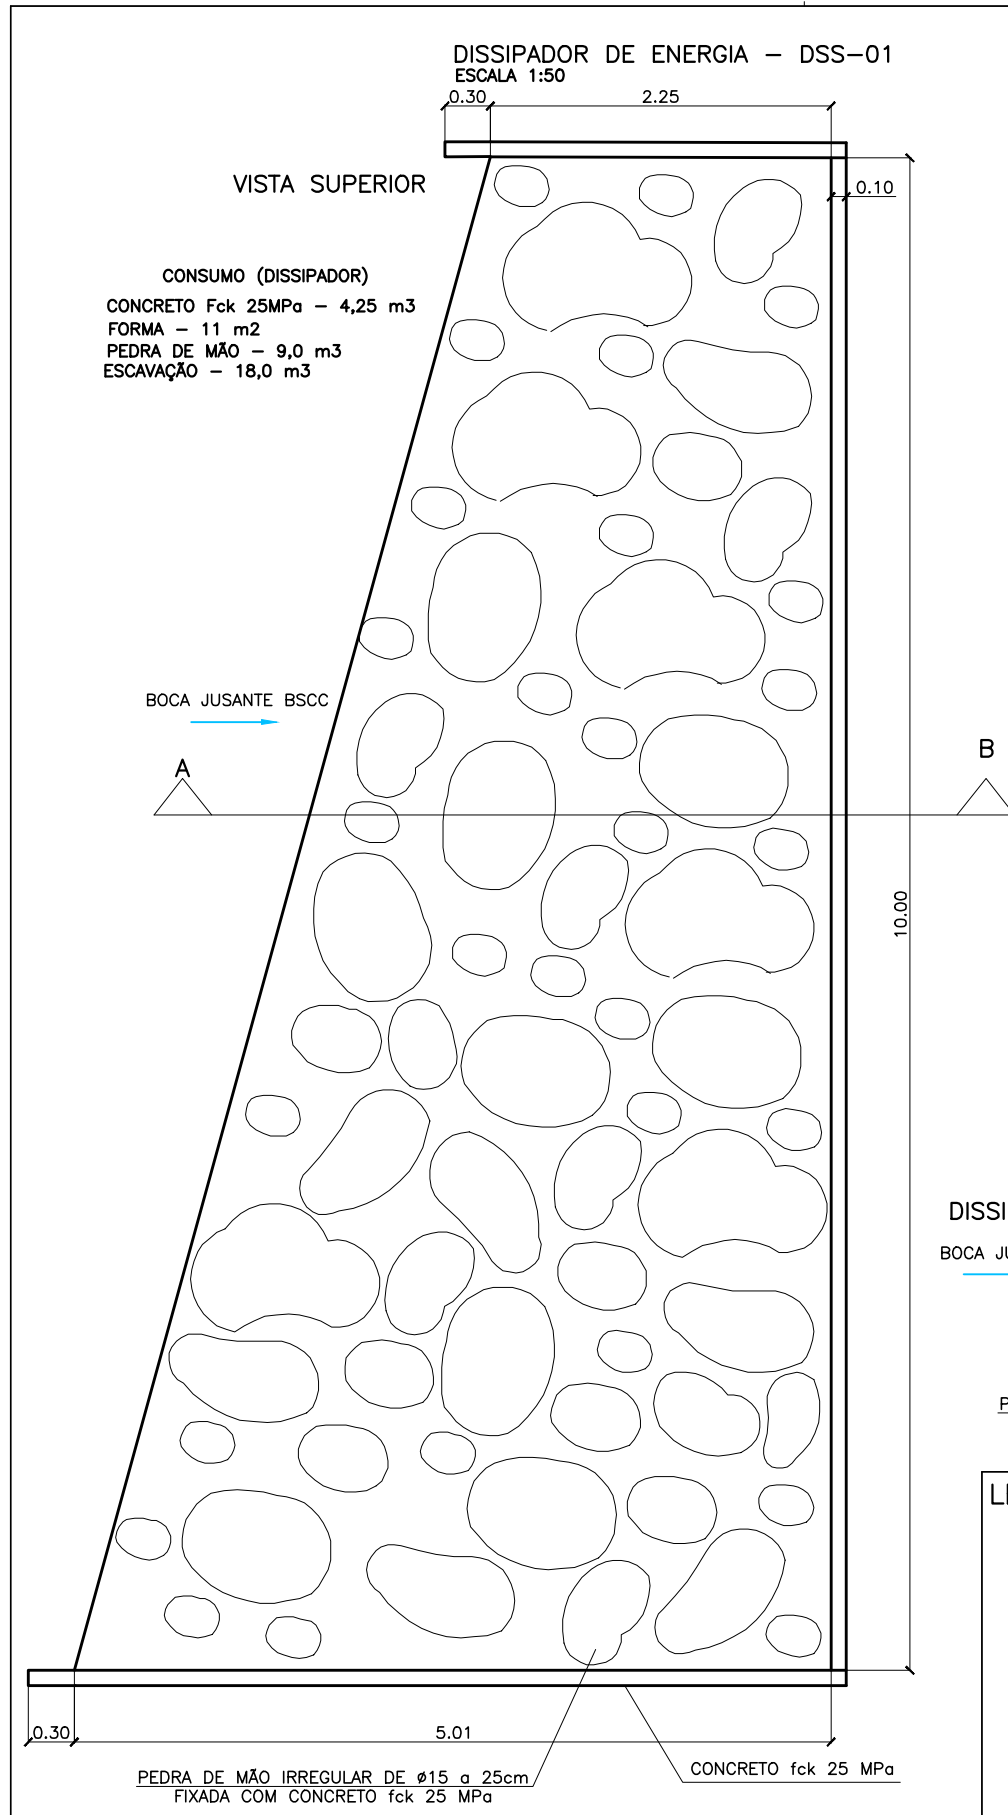 DISSIPADOR DE ENERGIA – DSS–01
ESCALA 1:50
0.30
2.25
VISTA SUPERIOR
0.10
CONSUMO (DISSIPADOR)
CONCRETO Fck 25MPa – 4,25 m3
FORMA – 11 m2
PEDRA DE MÃO – 9,0 m3
ESCAVAÇÃO – 18,0 m3
BOCA JUSANTE BSCC
A
B
10.00
DISSI
BOCA JU
P
0.30
5.01
PEDRA DE MÃO IRREGULAR DE ø15 a 25cm
FIXADA COM CONCRETO fck 25 MPa
CONCRETO fck 25 MPa